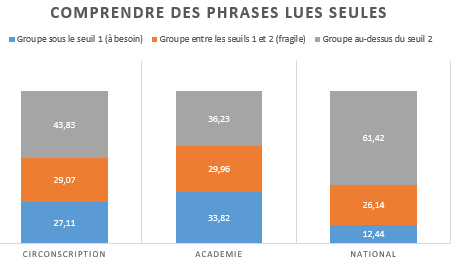 COMPRENDRE DES PHRASES LUES SEULES
Groupe sous le seuil 1 (à besoin) Groupe entre les seuils 1 et 2 (fragile) Groupe au-dessus du seuil 2
43,83 36,23 61,42
29,07 29,96 26,14
27,11 33,82 12,44
CIRCONSCRIPTION ACADEMIE NATIONAL